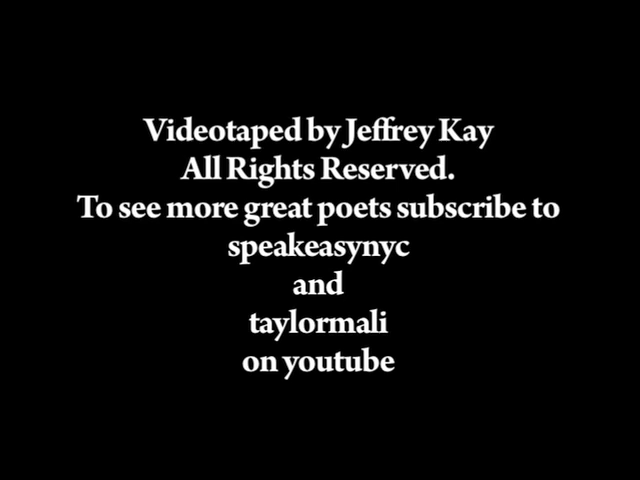 Videotaped by Jeffrey Kay
All Rights Reserved.
To see more great poets subscribe to
speakeasynyc
and
taylormali
on youtube